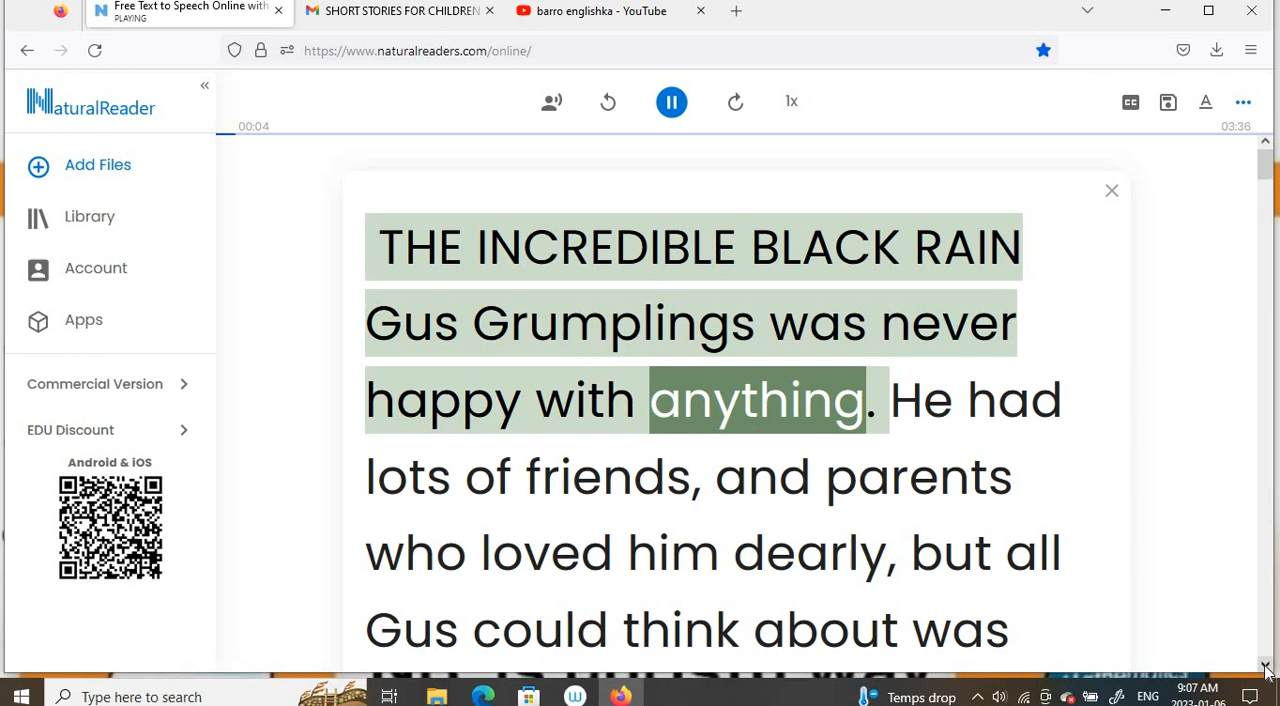 Free Text to Speech Online with
PLAYING
SHORT STORIES FOR CHILDREN
barro englishka - YouTube
https://www.naturalreaders.com/online/
NaturalReader
1x
CC
A
00:04
03:36
Add Files
Library
Account
Apps
Commercial Version
EDU Discount
Android & iOS
THE INCREDIBLE BLACK RAIN
Gus Grumplings was never
happy with anything. He had
lots of friends, and parents
who loved him dearly, but all
Gus could think about was
Type here to search
Temps drop
ENG
9:07 AM
2023-01-06